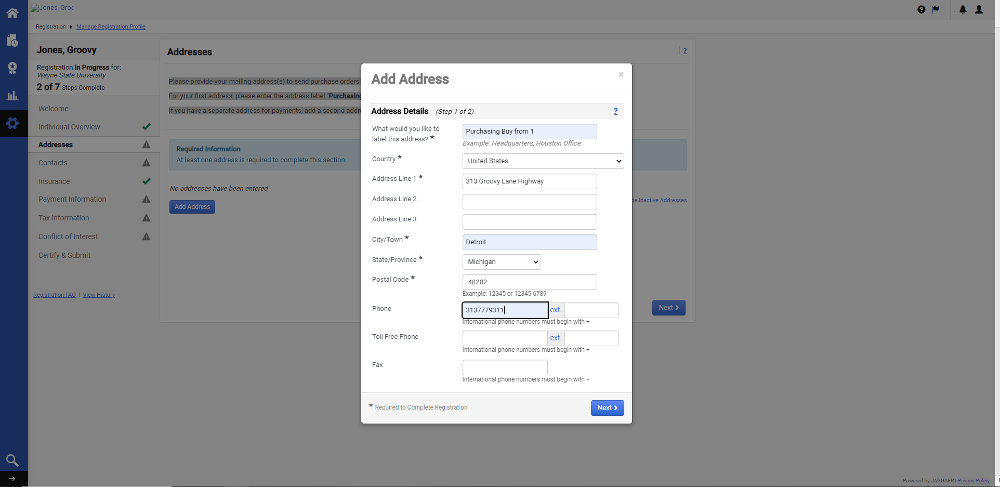 Jones, Groo
Registration Manage Registration Profile
Jones, Groovy
Registration In Progress for:
Wayne State University
2 of 7 Steps Complete
Welcome
Individual Overview
Addresses
Contacts
Insurance
Payment Information
Tax Information
Conflict of Interest
Certify & Submit
Registration FAQ | View History
Addresses
?
Please provide your mailing address(s) to send purchase orders
For your first address, please enter the address label "Purchasing
If you have a separate address for payments, add a second addre
Required Information
At least one address is required to complete this section.
No addresses have been entered
Add Address
de Inactive Addresses
Next
Add Address
×
Address Details (Step 1 of 2)
?
What would you like to
label this address? ★
Purchasing Buy from 1
Example: Headquarters, Houston Office
Country ★
United States
Address Line 1 ★
313 Groovy Lane Highway
Address Line 2
Address Line 3
City/Town ★
Detroit
State/Province ★
Michigan
Postal Code ★
48202
Example: 12345 or 12345-6789
Phone
3137779311 ext.
International phone numbers must begin with +
Toll Free Phone
ext.
International phone numbers must begin with +
Fax
International phone numbers must begin with +
★ Required to Complete Registration
Next
Powered by JAGGAER | Privacy Policy